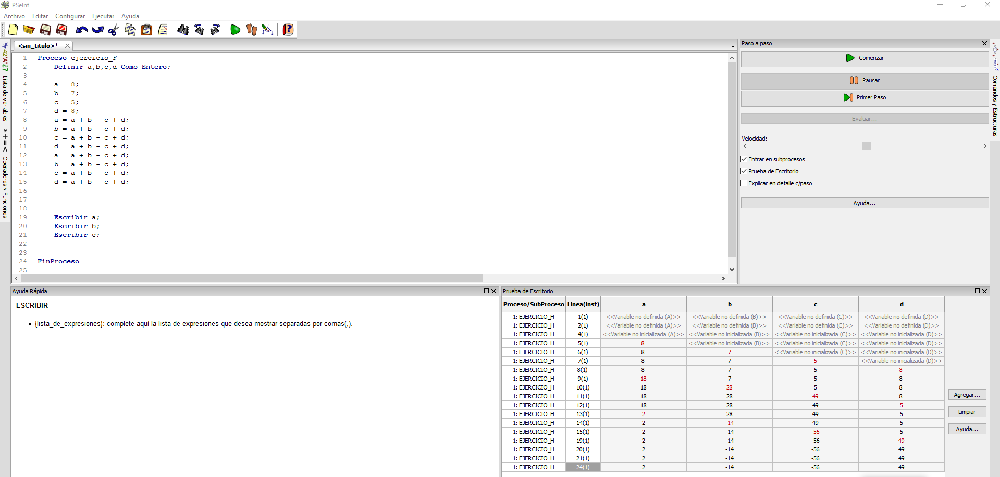 PSeInt
Archivo Editar Configurar Ejecutar Ayuda
<sin_titulo>*
Lista de Variables
Operadores y Funciones
1 Proceso ejercicio_F
2 Definir a,b,c,d Como Entero;
3
4 a = 8;
5 b = 7;
6 c = 5;
7 d = 8;
8 a = a + b - c + d;
9 b = a + b - c + d;
10 c = a + b - c + d;
11 d = a + b - c + d;
12 a = a + b - c + d;
13 b = a + b - c + d;
14 c = a + b - c + d;
15 d = a + b - c + d;
16
17
18
19 Escribir a;
20 Escribir b;
21 Escribir c;
22
23
24 FinProceso
25
Paso a paso
Comenzar
Pausar
Primer Paso
Evaluar...
Velocidad:
Entrar en subprocesos
Prueba de Escritorio
Explicar en detalle c/paso
Ayuda...
Comandos y Estructuras
Ayuda Rápida
ESCRIBIR
• {lista_de_expresiones}: complete aquí la lista de expresiones que desea mostrar separadas por comas(,).
Prueba de Escritorio
Proceso/SubProceso Linea(inst) a b c d
1: EJERCICIO_H 1(1) <<Variable no definida (A)>> <<Variable no definida (B)>> <<Variable no definida (C)>> <<Variable no definida (D)>>
1: EJERCICIO_H 2(1) <<Variable no definida (A)>> <<Variable no definida (B)>> <<Variable no definida (C)>> <<Variable no definida (D)>>
1: EJERCICIO_H 4(1) <<Variable no inicializada (A)>> <<Variable no inicializada (B)>> <<Variable no inicializada (C)>> <<Variable no inicializada (D)>>
1: EJERCICIO_H 5(1) 8 <<Variable no inicializada (B)>> <<Variable no inicializada (C)>> <<Variable no inicializada (D)>>
1: EJERCICIO_H 6(1) 8 7 <<Variable no inicializada (C)>> <<Variable no inicializada (D)>>
1: EJERCICIO_H 7(1) 8 7 5 <<Variable no inicializada (D)>>
1: EJERCICIO_H 8(1) 8 7 5 8
1: EJERCICIO_H 9(1) 18 7 5 8
1: EJERCICIO_H 10(1) 18 28 5 8
1: EJERCICIO_H 11(1) 18 28 49 8
1: EJERCICIO_H 12(1) 18 28 49 5
1: EJERCICIO_H 13(1) 2 28 49 5
1: EJERCICIO_H 14(1) 2 -14 49 5
1: EJERCICIO_H 15(1) 2 -14 -56 5
1: EJERCICIO_H 19(1) 2 -14 -56 49
1: EJERCICIO_H 20(1) 2 -14 -56 49
1: EJERCICIO_H 21(1) 2 -14 -56 49
1: EJERCICIO_H 24(1) 2 -14 -56 49
Agregar...
Limpiar
Ayuda...